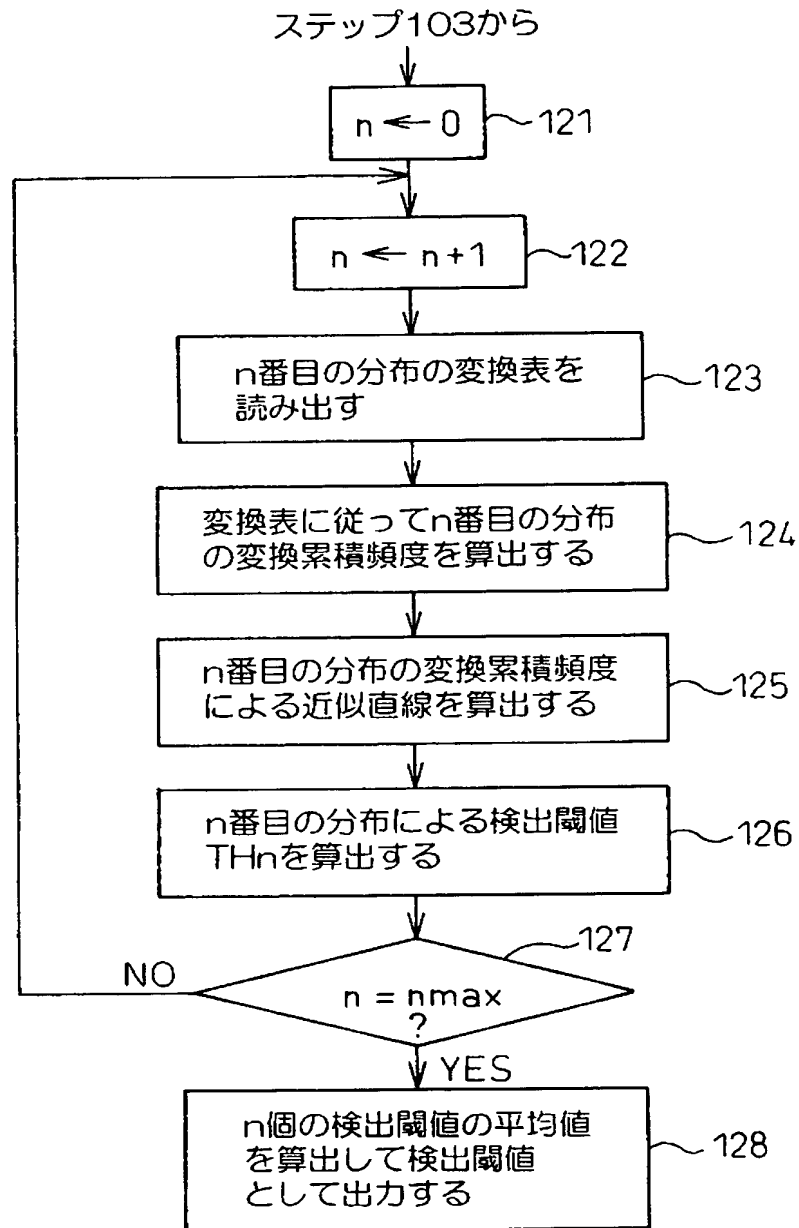 ステップ103から
n ← 0
121
n ← n+1
122
n番目の分布の変換表を
読み出す
123
変換表に従ってn番目の分布
の変換累積頻度を算出する
124
n番目の分布の変換累積頻度
による近似直線を算出する
125
n番目の分布による検出閾値
THnを算出する
126
127
NO
n = nmax
?
YES
n個の検出閾値の平均値
を算出して検出閾値
として出力する
128